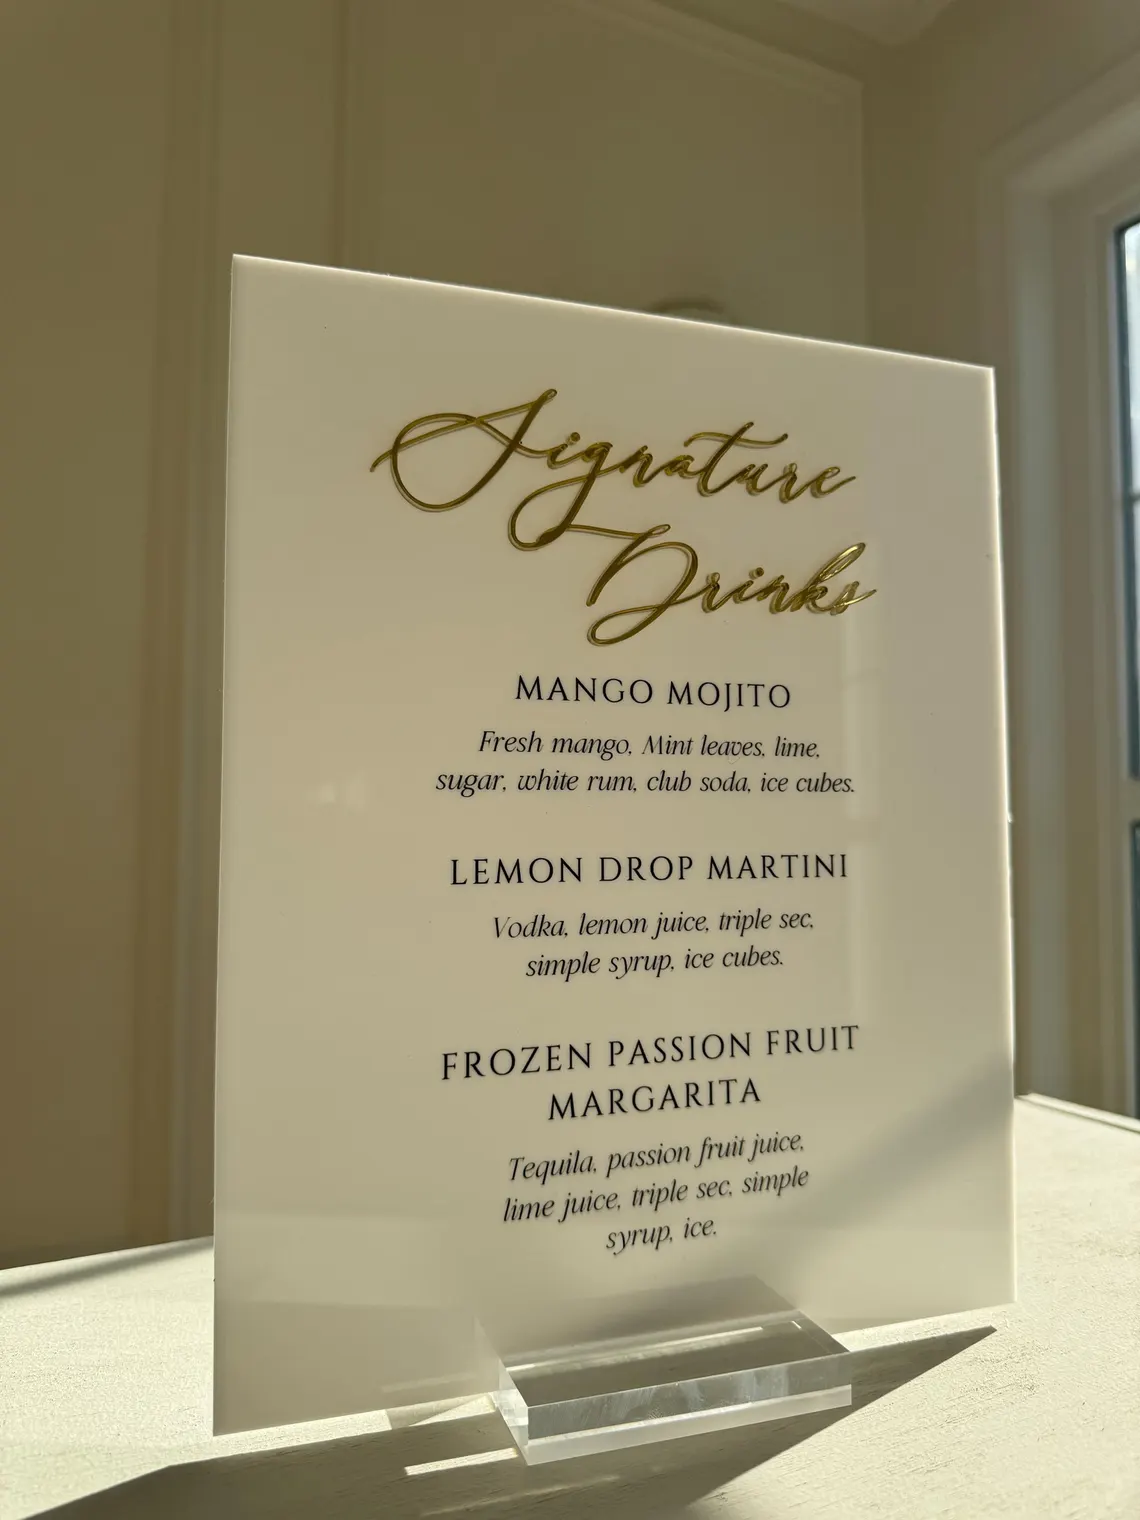 Signature
Drinks
MANGO MOJITO
Fresh mango, Mint leaves, lime,
sugar, white rum, club soda, ice cubes.
LEMON DROP MARTINI
Vodka, lemon juice, triple sec,
simple syrup, ice cubes.
FROZEN PASSION FRUIT
MARGARITA
Tequila, passion fruit juice,
lime juice, triple sec, simple
syrup, ice.